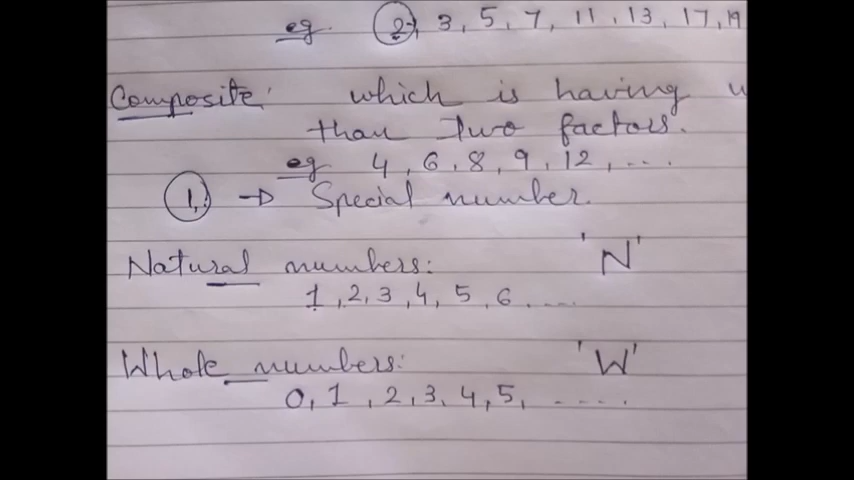 eg. 2, 3, 5, 7, 11, 13, 17, 19
Composite: which is having
than two factors.
eg 4, 6, 8, 9, 12, ....
1, → Special number.
Natural numbers: 'N'
1, 2, 3, 4, 5, 6, ....
Whole numbers: 'W'
0, 1, 2, 3, 4, 5, .....